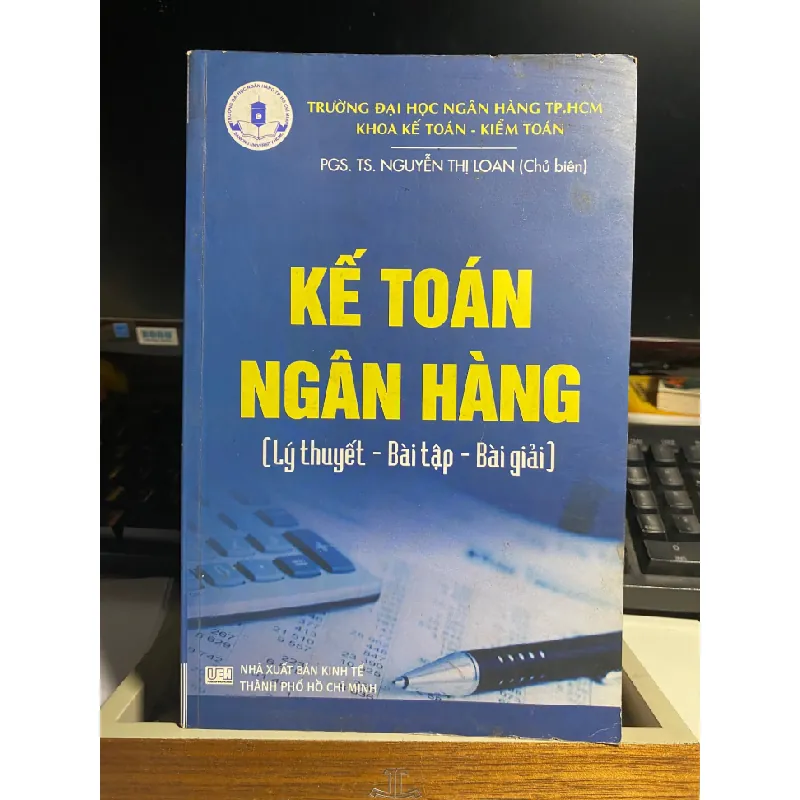 TRƯỜNG ĐẠI HỌC NGÂN HÀNG TP.HCM
KHOA KẾ TOÁN - KIỂM TOÁN
PGS. TS. NGUYỄN THỊ LOAN (Chủ biên)
KẾ TOÁN
NGÂN HÀNG
(Lý thuyết - Bài tập - Bài giải)
UEH
NHÀ XUẤT BẢN KINH TẾ
THÀNH PHỐ HỒ CHÍ MINH